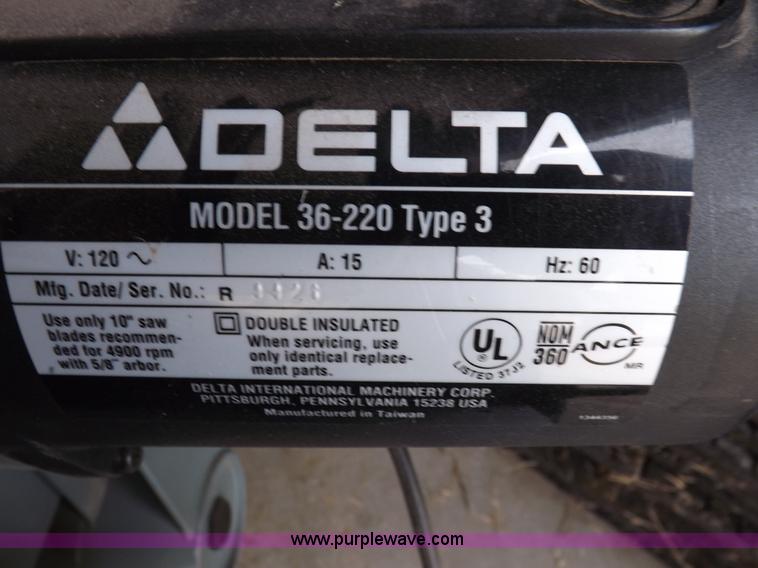 DELTA
MODEL 36-220 Type 3
V: 120 ~ A: 15 Hz: 60
Mfg. Date/ Ser. No.: R
Use only 10" saw
blades recommen-
ded for 4900 rpm
with 5/8" arbor.
DOUBLE INSULATED
When servicing, use
only identical replace-
ment parts.
UL
LISTED 37J2
NOM
360
ANCE
MR
DELTA INTERNATIONAL MACHINERY CORP.
PITTSBURGH, PENNSYLVANIA 15238 USA
Manufactured in Taiwan
www.purplewave.com